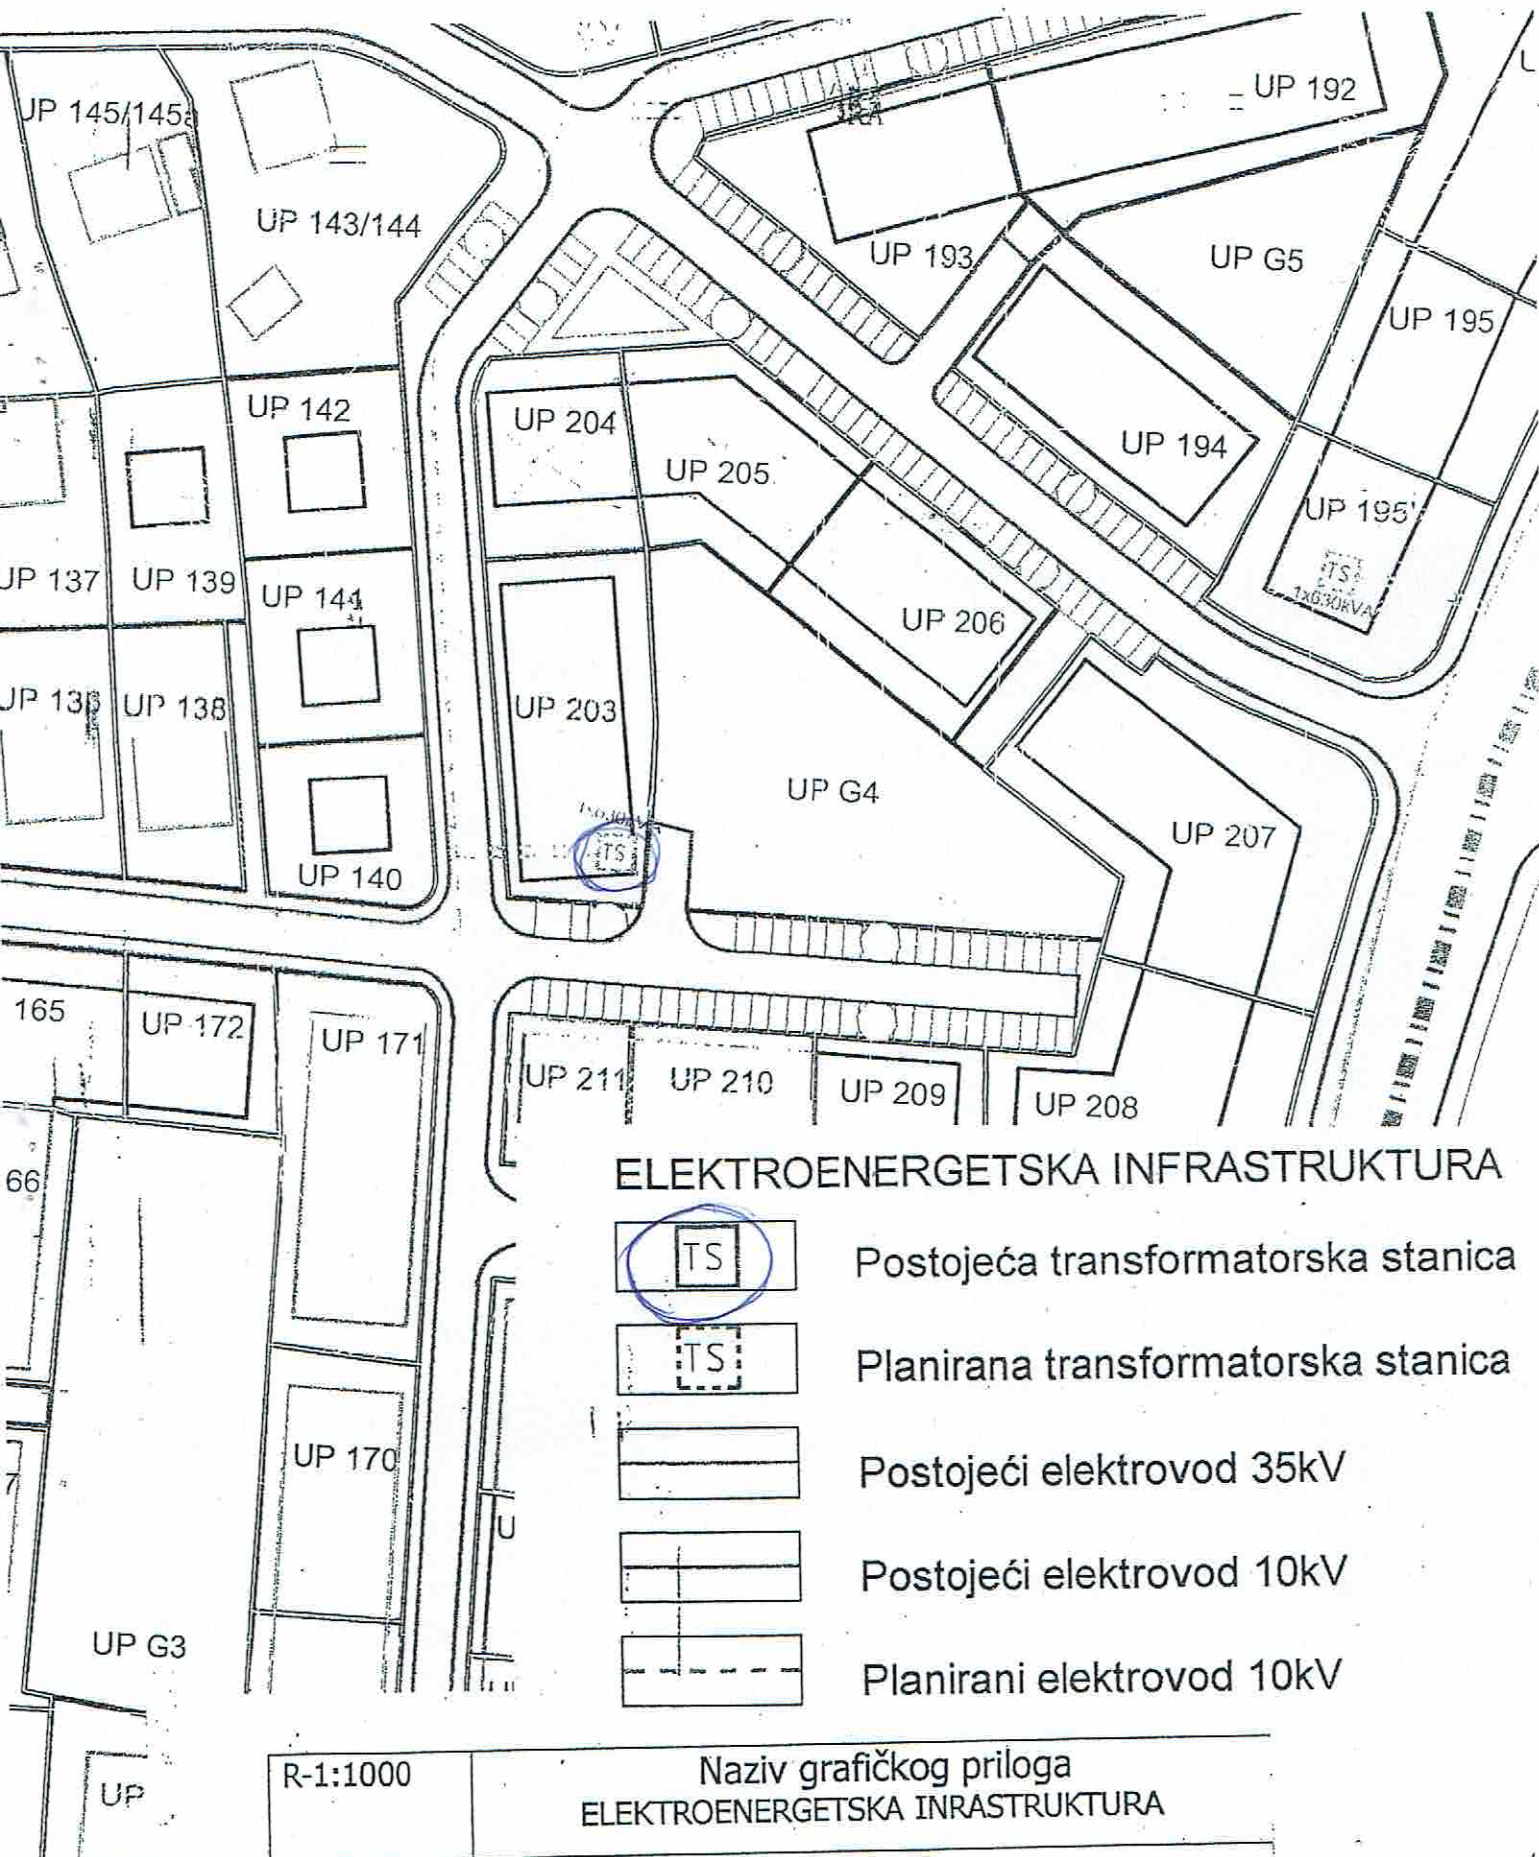 UP 192
UP 145/145a
UP 143/144
UP 193
UP G5
UP 195
UP 142
UP 204
UP 205
UP 194
UP 195'
TS
1x630kVA
UP 137
UP 139
UP 141
UP 206
UP 138
UP 203
UP G4
UP 207
1x630kVA
TS
UP 140
165
UP 172
UP 171
UP 211
UP 210
UP 209
UP 208
66
ELEKTROENERGETSKA INFRASTRUKTURA
TS
Postojeća transformatorska stanica
TS
Planirana transformatorska stanica
Postojeći elektrovod 35kV
UP 170
7
U
Postojeći elektrovod 10kV
UP G3
Planirani elektrovod 10kV
UP
R-1:1000
Naziv grafičkog priloga
ELEKTROENERGETSKA INRASTRUKTURA